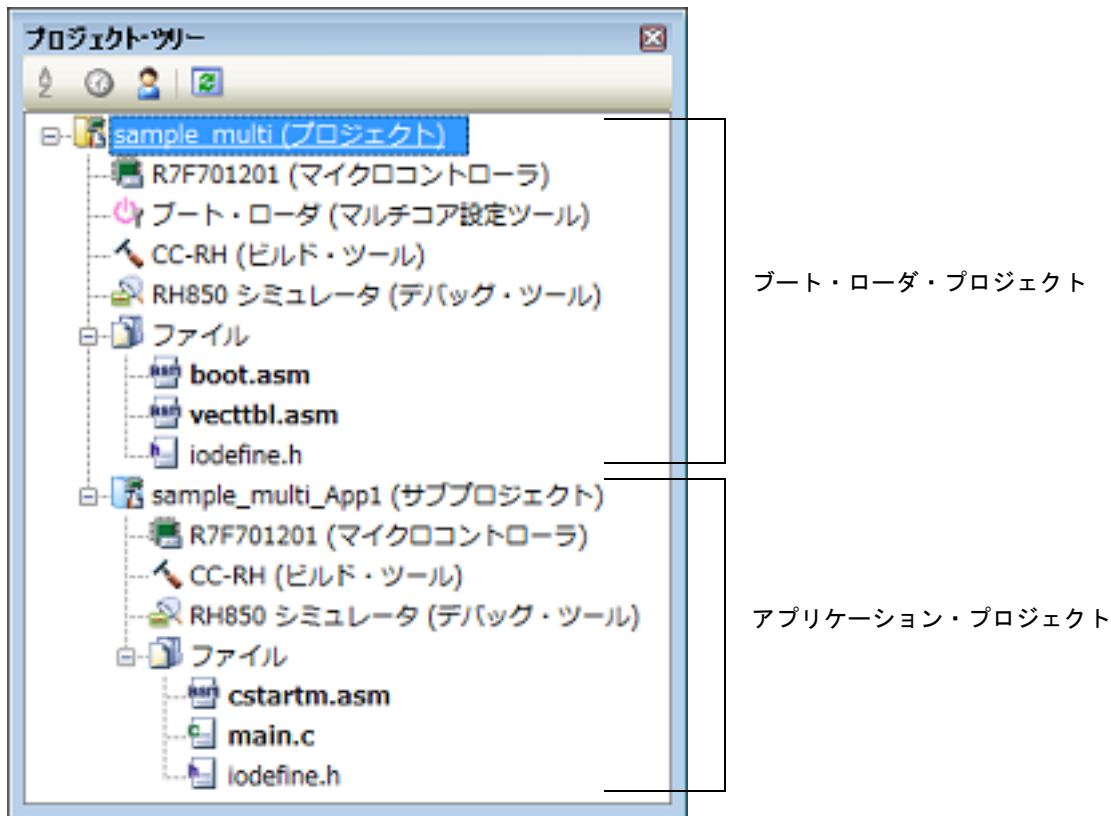 プロジェクト・ツリー
sample_multi (プロジェクト)
R7F701201 (マイクロコントローラ)
ブート・ローダ (マルチコア設定ツール)
CC-RH (ビルド・ツール)
RH850 シミュレータ (デバッグ・ツール)
ブート・ローダ・プロジェクト
ファイル
boot.asm
vecttbl.asm
iodefine.h
sample_multi_App1 (サブプロジェクト)
R7F701201 (マイクロコントローラ)
CC-RH (ビルド・ツール)
RH850 シミュレータ (デバッグ・ツール)
アプリケーション・プロジェクト
ファイル
cstartm.asm
main.c
iodefine.h